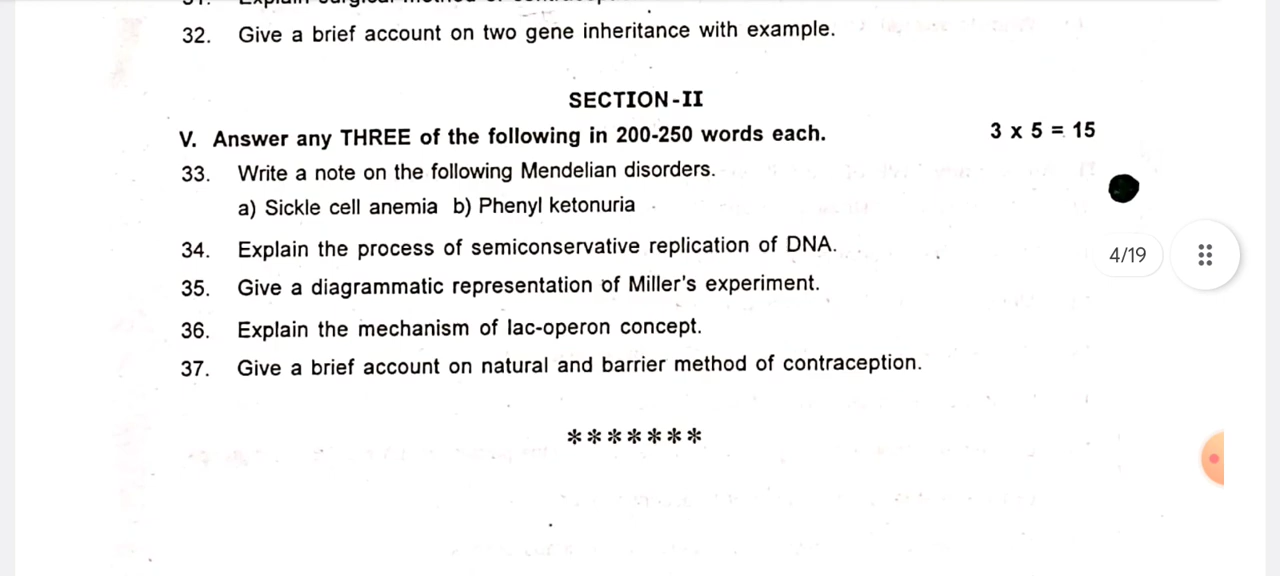 32. Give a brief account on two gene inheritance with example.
SECTION-II
V. Answer any THREE of the following in 200-250 words each. 3 x 5 = 15
33. Write a note on the following Mendelian disorders.
a) Sickle cell anemia b) Phenyl ketonuria
34. Explain the process of semiconservative replication of DNA.
4/19
35. Give a diagrammatic representation of Miller's experiment.
36. Explain the mechanism of lac-operon concept.
37. Give a brief account on natural and barrier method of contraception.
*******